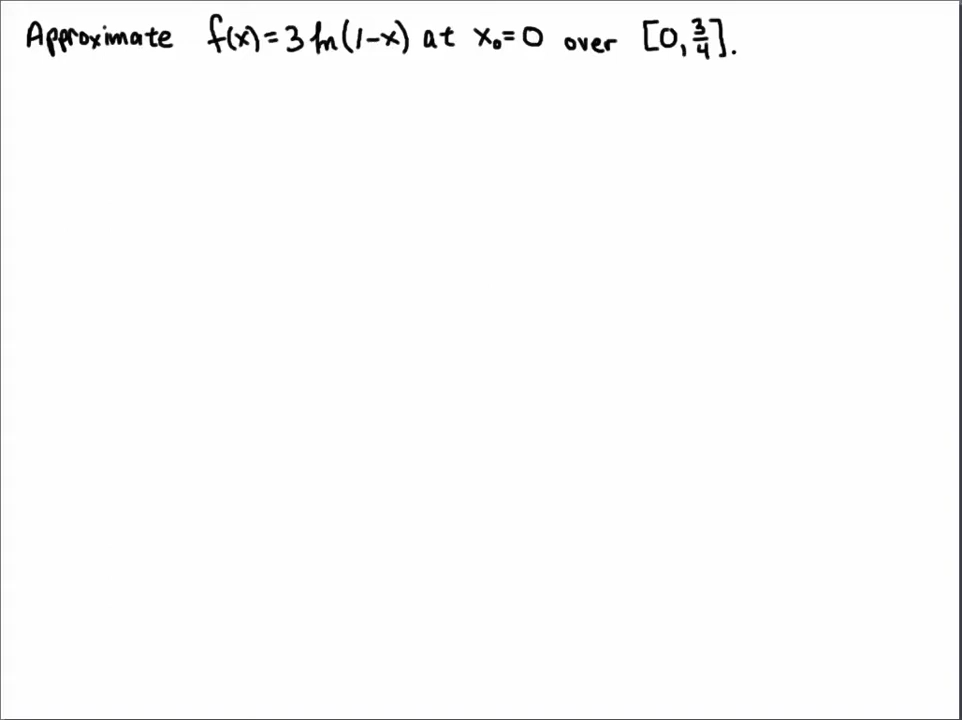 Approximate f(x)=3 ln(1-x) at x₀=0 over [0, 3/4].